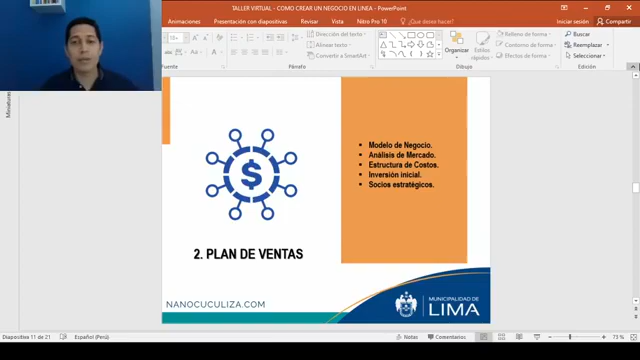 TALLER VIRTUAL - COMO CREAR UN NEGOCIO EN LINEA - PowerPoint
Animaciones
Presentación con diapositivas
Revisar
Vista
Nitro Pro 10
¿Qué desea hacer?
Iniciar sesión
Compartir
Dirección del texto
Alinear texto
Convertir a SmartArt
Organizar
Estilos rápidos
Relleno de forma
Contorno de forma
Efectos de forma
Buscar
Reemplazar
Seleccionar
Fuente
Párrafo
Dibujo
Edición
Miniaturas
$
2. PLAN DE VENTAS
• Modelo de Negocio.
• Análisis de Mercado.
• Estructura de Costos.
• Inversión inicial.
• Socios estratégicos.
NANOCUCULIZA.COM
MUNICIPALIDAD DE
LIMA
Diapositiva 11 de 21
Español (Perú)
Notas
Comentarios
73 %